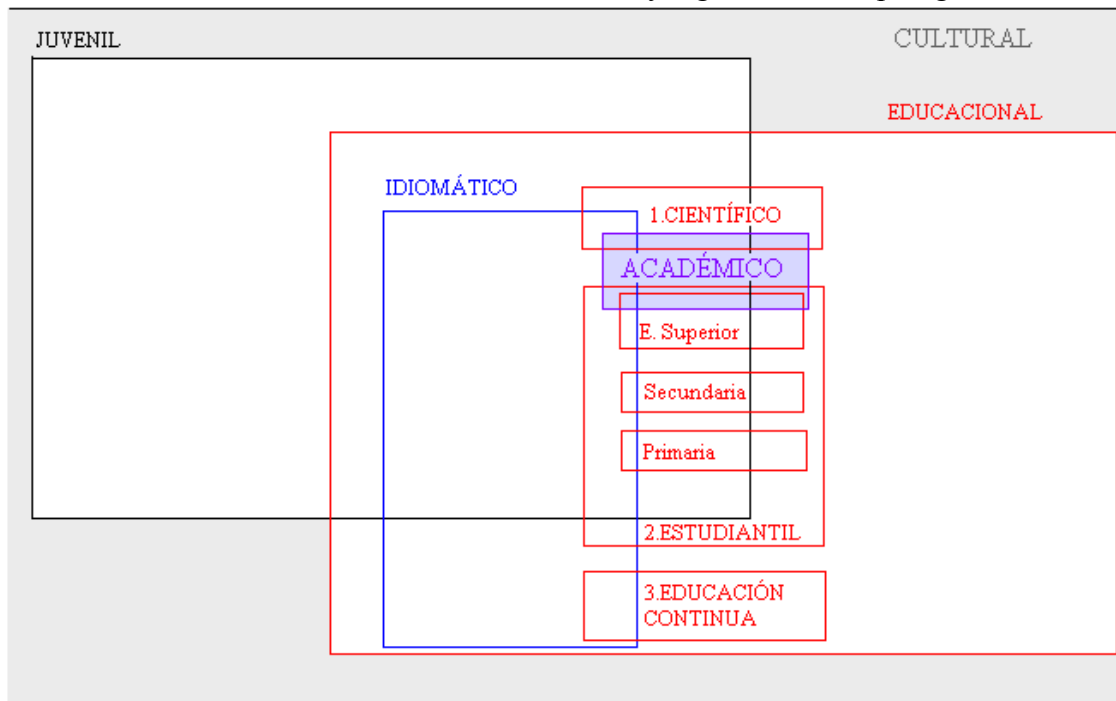 JUVENIL
CULTURAL
EDUCACIONAL
IDIOMÁTICO
1.CIENTÍFICO
ACADÉMICO
E. Superior
Secundaria
Primaria
2.ESTUDIANTIL
3.EDUCACIÓN
CONTINUA